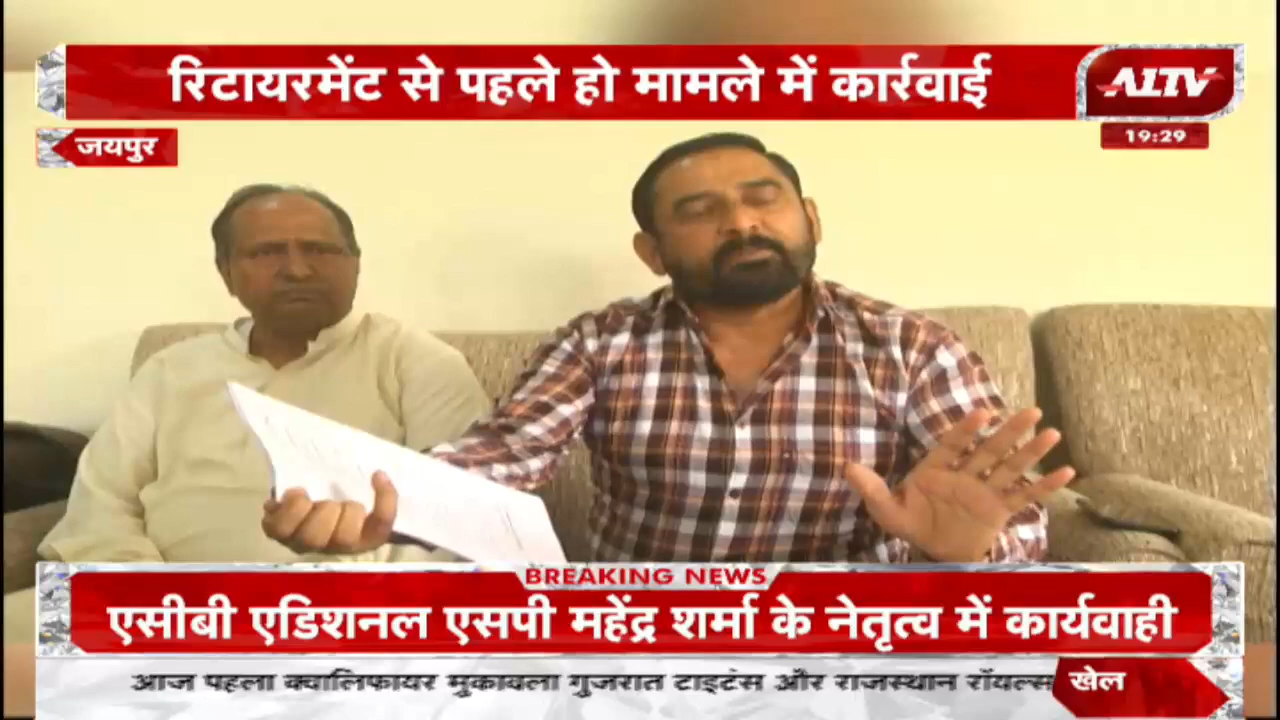 रिटायरमेंट से पहले हो मामले में कार्रवाई
ALTV
जयपुर
19:29
BREAKING NEWS
एसीबी एडिशनल एसपी महेंद्र शर्मा के नेतृत्व में कार्यवाही
आज पहला क्वालिफायर मुकाबला गुजरात टाइटंस और राजस्थान रॉयल्स
खेल